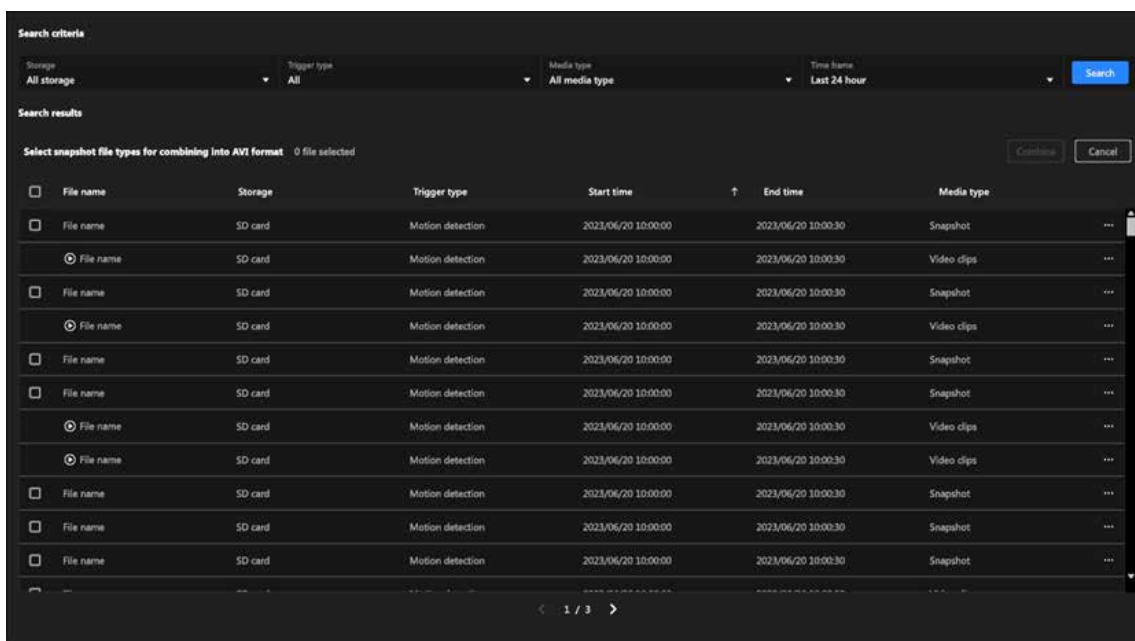 Search criteria
Storage Trigger type Media type Time frame
All storage All All media type Last 24 hour Search
Search results
Select snapshot file types for combining into AVI format 0 file selected Combine Cancel
File name Storage Trigger type Start time ↑ End time Media type
File name SD card Motion detection 2023/06/20 10:00:00 2023/06/20 10:00:30 Snapshot ...
File name SD card Motion detection 2023/06/20 10:00:00 2023/06/20 10:00:30 Video clips ...
File name SD card Motion detection 2023/06/20 10:00:00 2023/06/20 10:00:30 Snapshot ...
File name SD card Motion detection 2023/06/20 10:00:00 2023/06/20 10:00:30 Video clips ...
File name SD card Motion detection 2023/06/20 10:00:00 2023/06/20 10:00:30 Snapshot ...
File name SD card Motion detection 2023/06/20 10:00:00 2023/06/20 10:00:30 Snapshot ...
File name SD card Motion detection 2023/06/20 10:00:00 2023/06/20 10:00:30 Video clips ...
File name SD card Motion detection 2023/06/20 10:00:00 2023/06/20 10:00:30 Video clips ...
File name SD card Motion detection 2023/06/20 10:00:00 2023/06/20 10:00:30 Snapshot ...
File name SD card Motion detection 2023/06/20 10:00:00 2023/06/20 10:00:30 Snapshot ...
File name SD card Motion detection 2023/06/20 10:00:00 2023/06/20 10:00:30 Snapshot ...
< 1 / 3 >